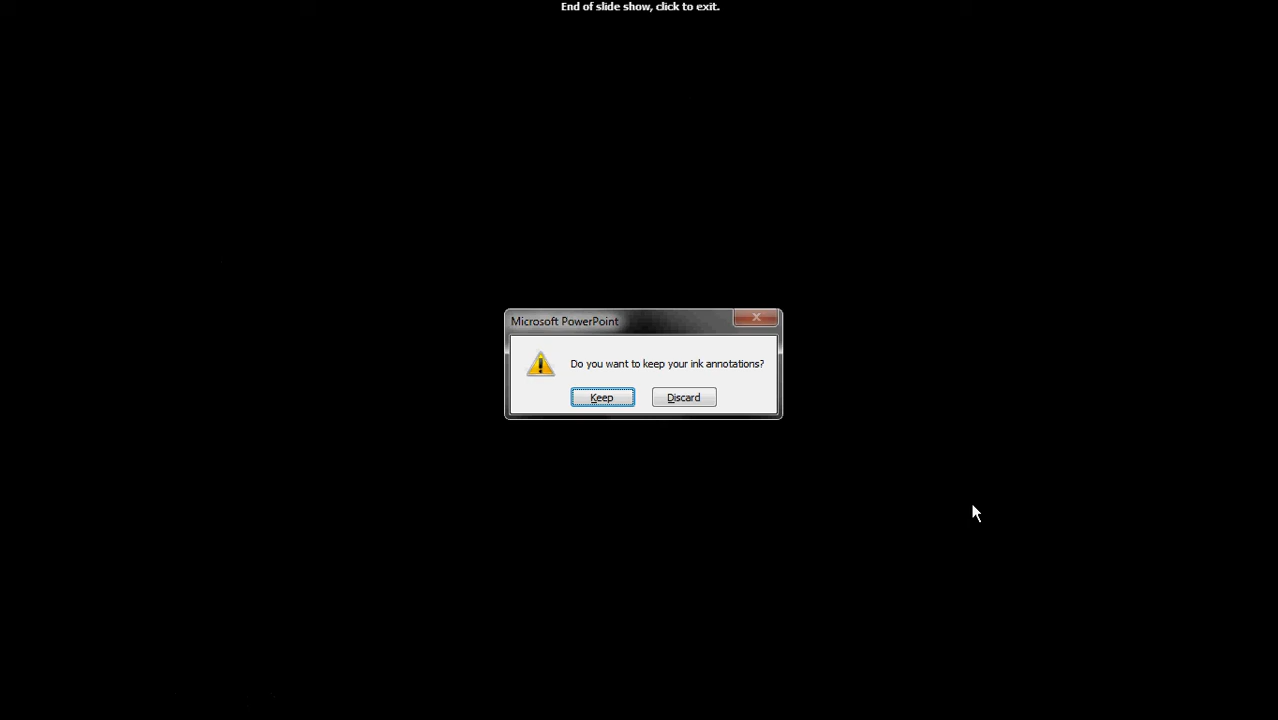 End of slide show, click to exit.
Microsoft PowerPoint
Do you want to keep your ink annotations?
Keep
Discard